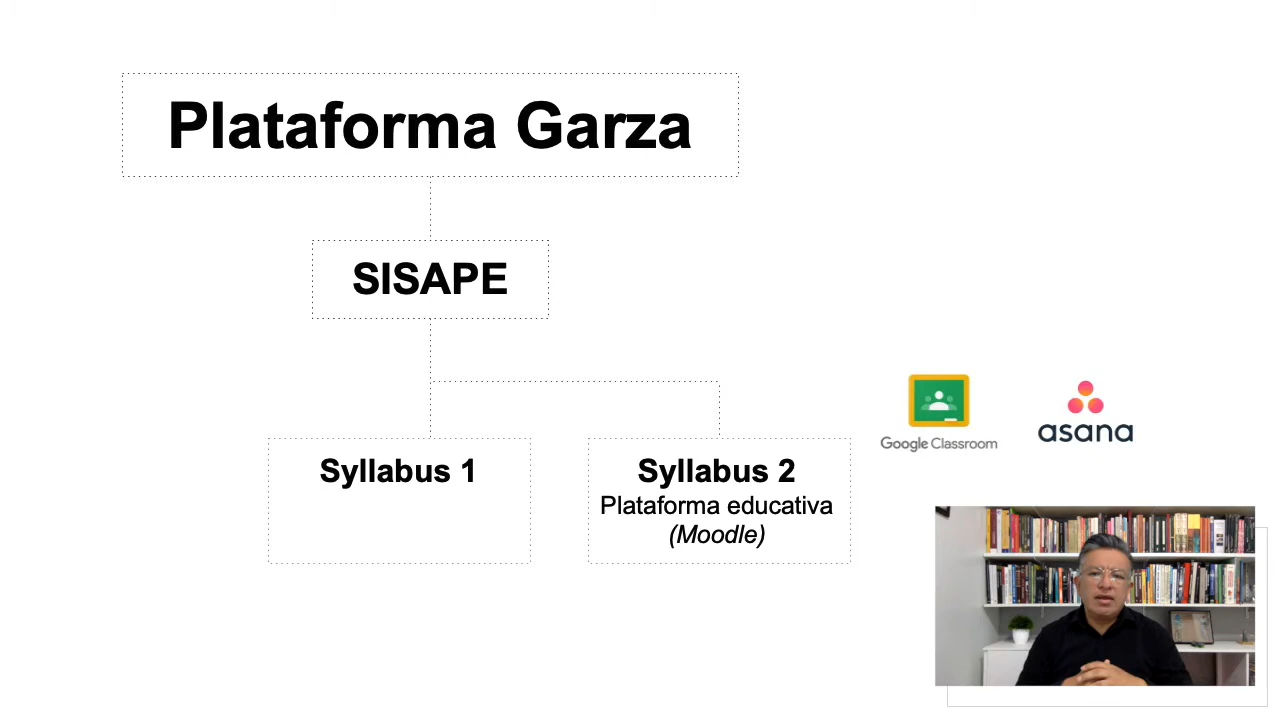 Plataforma Garza
SISAPE
Google Classroom
asana
Syllabus 1
Syllabus 2
Plataforma educativa
(Moodle)